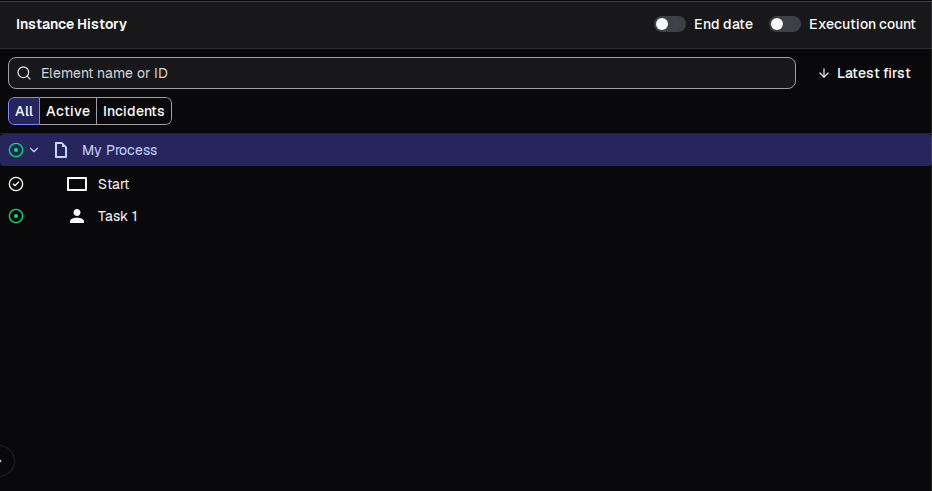 Instance History
End date
Execution count
Element name or ID
Latest first
All
Active
Incidents
My Process
Start
Task 1